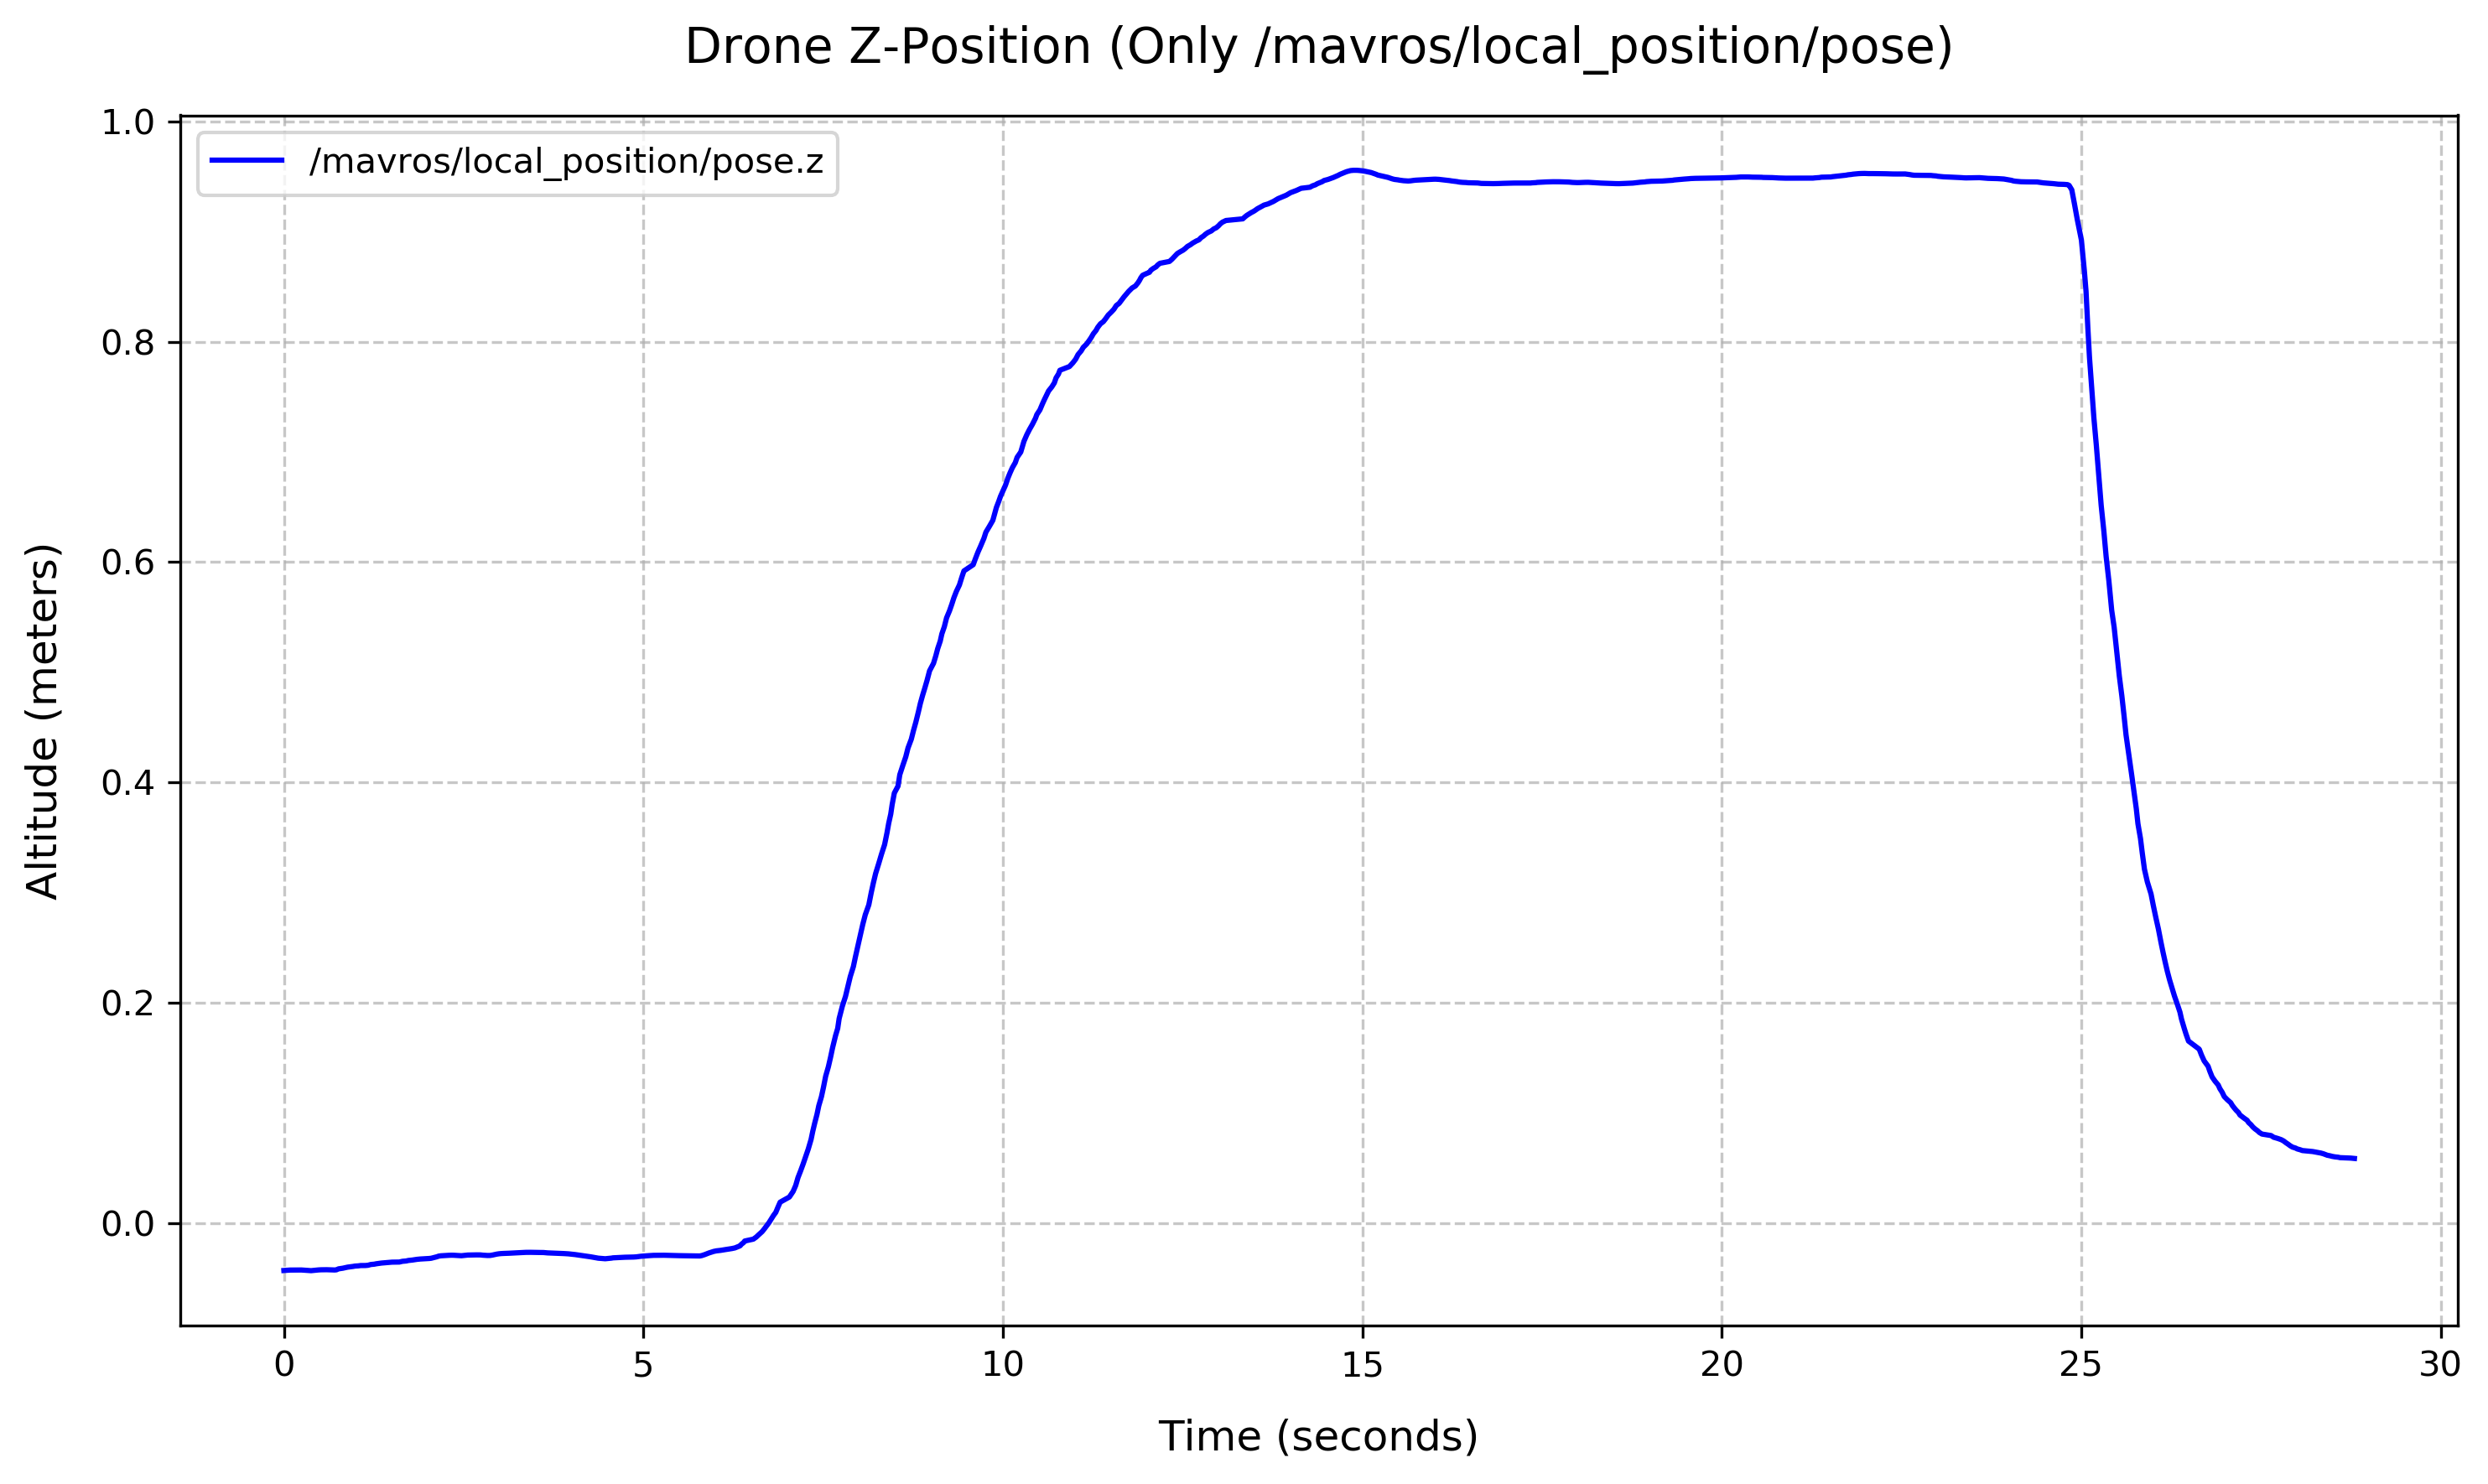 Drone Z-Position (Only /mavros/local_position/pose)
/mavros/local_position/pose.z
Altitude (meters)
1.0
0.8
0.6
0.4
0.2
0.0
0 5 10 15 20 25 30
Time (seconds)